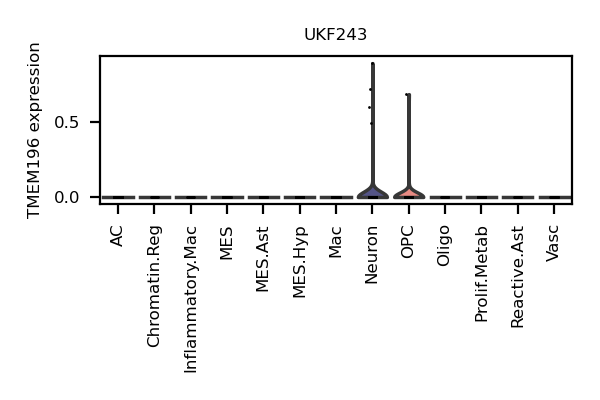 UKF243
TMEM196 expression
0.5
0.0
AC
Chromatin.Reg
Inflammatory.Mac
MES
MES.Ast
MES.Hyp
Mac
Neuron
OPC
Oligo
Prolif.Metab
Reactive.Ast
Vasc